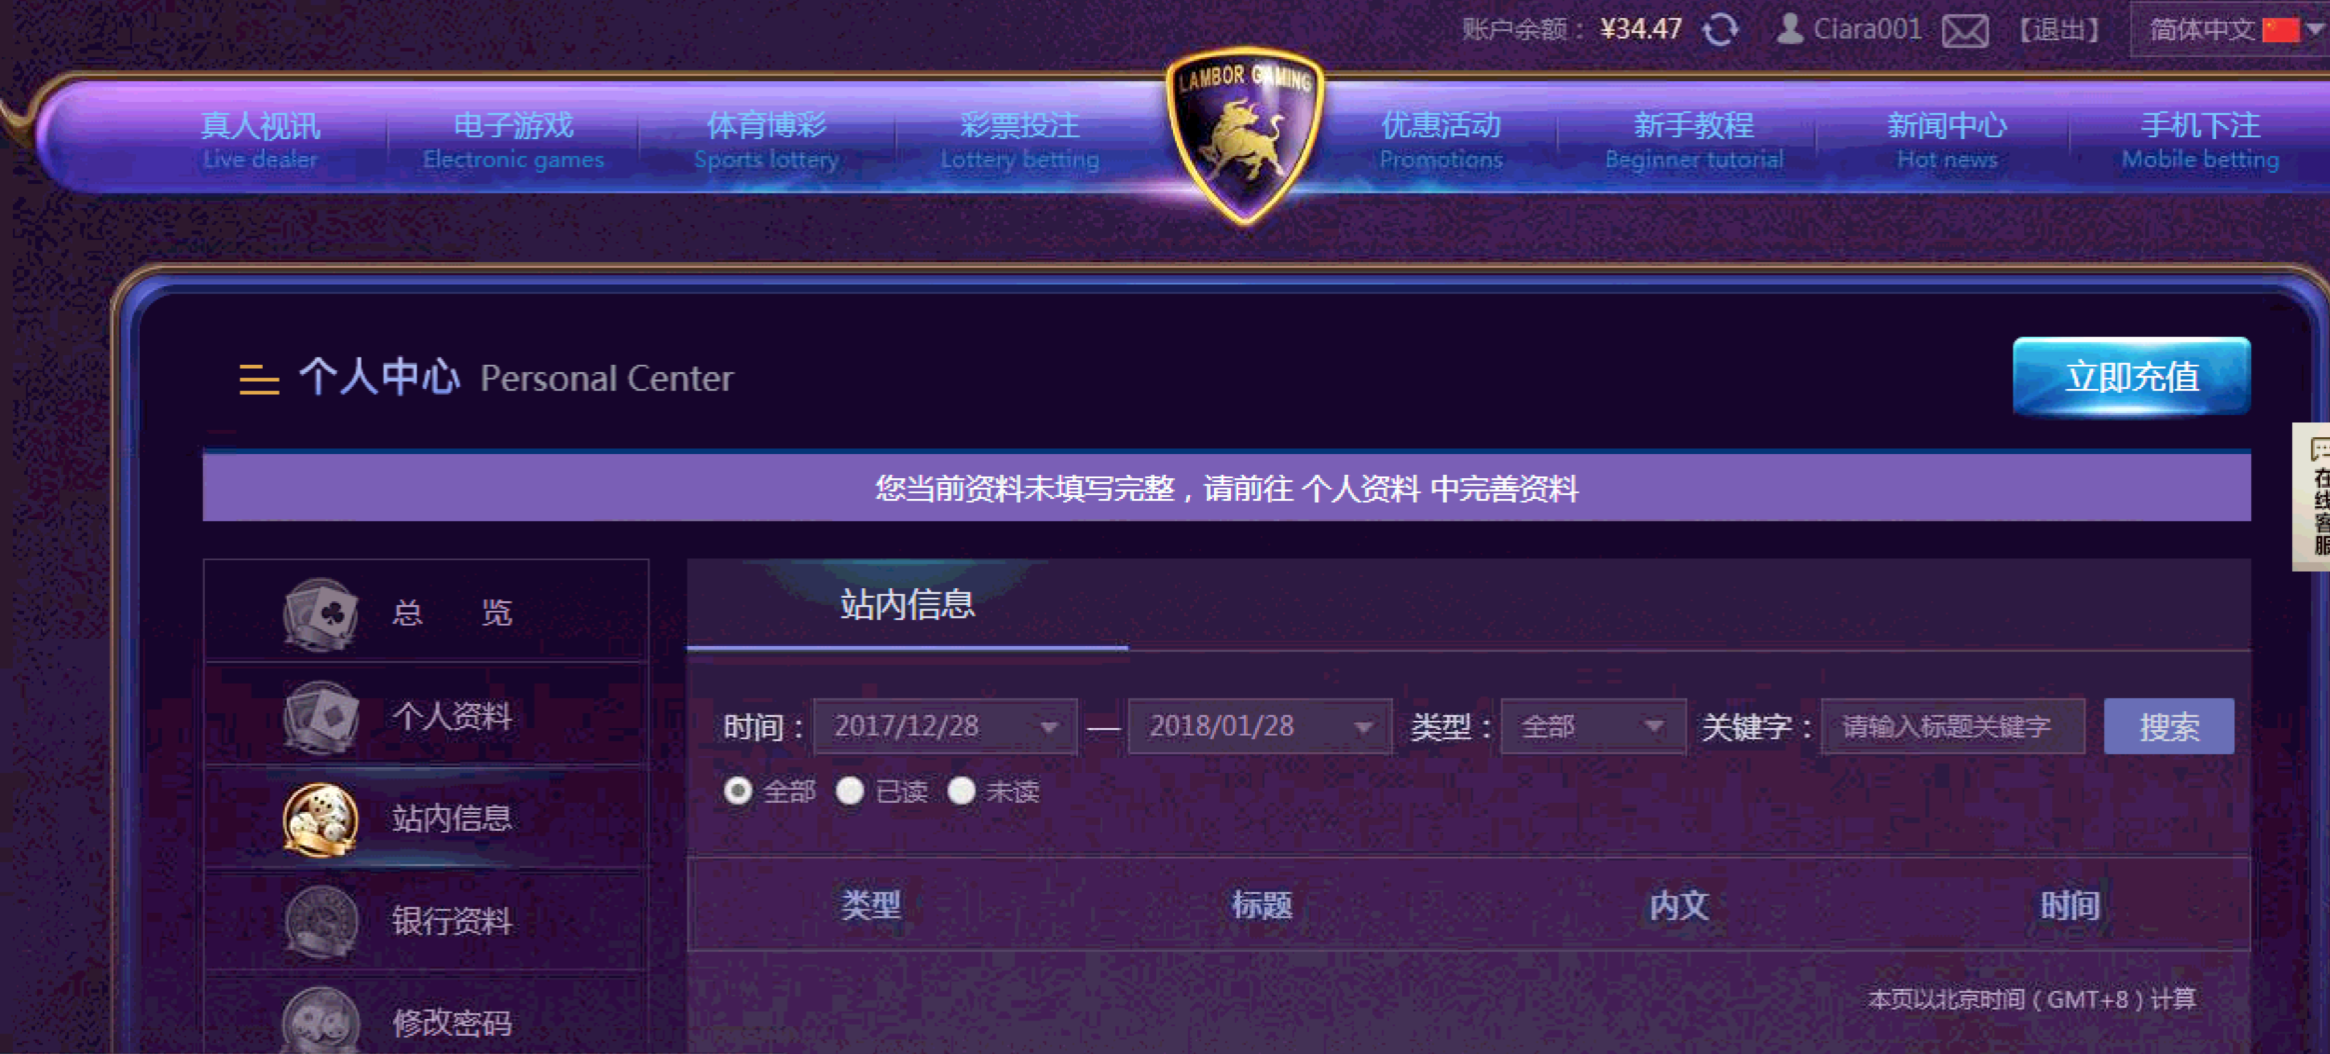 账户余额： ¥34.47 Ciara001 【退出】 简体中文
LAMBOR GAMING
真人视讯 电子游戏 体育博彩 彩票投注 优惠活动 新手教程 新闻中心 手机下注
Live dealer Electronic games Sports lottery Lottery betting Promotions Beginner tutorial Hot news Mobile betting
个人中心 Personal Center 立即充值
您当前资料未填写完整，请前往 个人资料 中完善资料
在线客服
总 览
个人资料
站内信息
银行资料
修改密码
站内信息
时间： 2017/12/28 — 2018/01/28 类型： 全部 关键字： 请输入标题关键字 搜索
全部 已读 未读
类型 标题 内文 时间
本页以北京时间 ( GMT+8 ) 计算